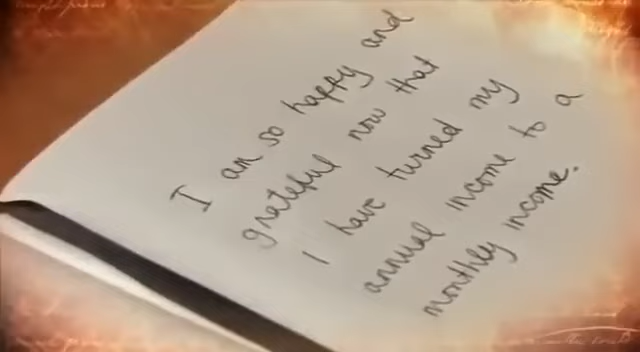 I am so happy and
grateful now that
I have turned my
annual income to a
monthly income.